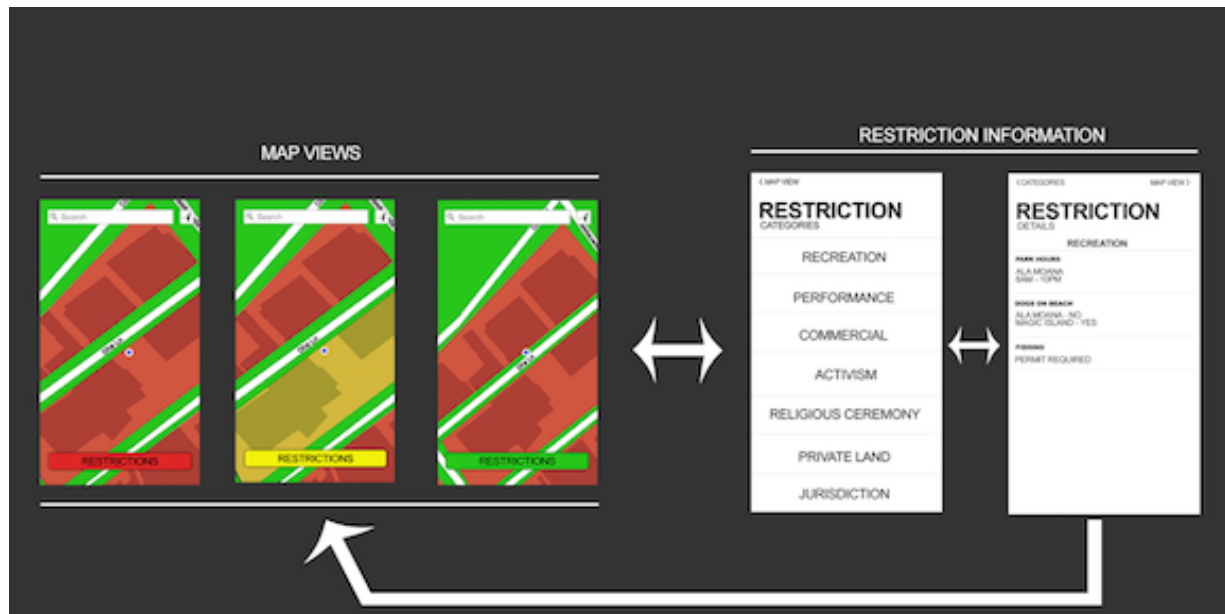 MAP VIEWS
Search
RESTRICTIONS
Search
RESTRICTIONS
Search
RESTRICTIONS
RESTRICTION INFORMATION
< MAP VIEW
RESTRICTION
CATEGORIES
RECREATION
PERFORMANCE
COMMERCIAL
ACTIVISM
RELIGIOUS CEREMONY
PRIVATE LAND
JURISDICTION
< CATEGORIES MAP VIEW >
RESTRICTION
DETAILS
RECREATION
PARK HOURS
ALA MOANA
6AM - 10PM
DOGS ON BEACH
ALA MOANA - NO
MAGIC ISLAND - YES
FISHING
PERMIT REQUIRED